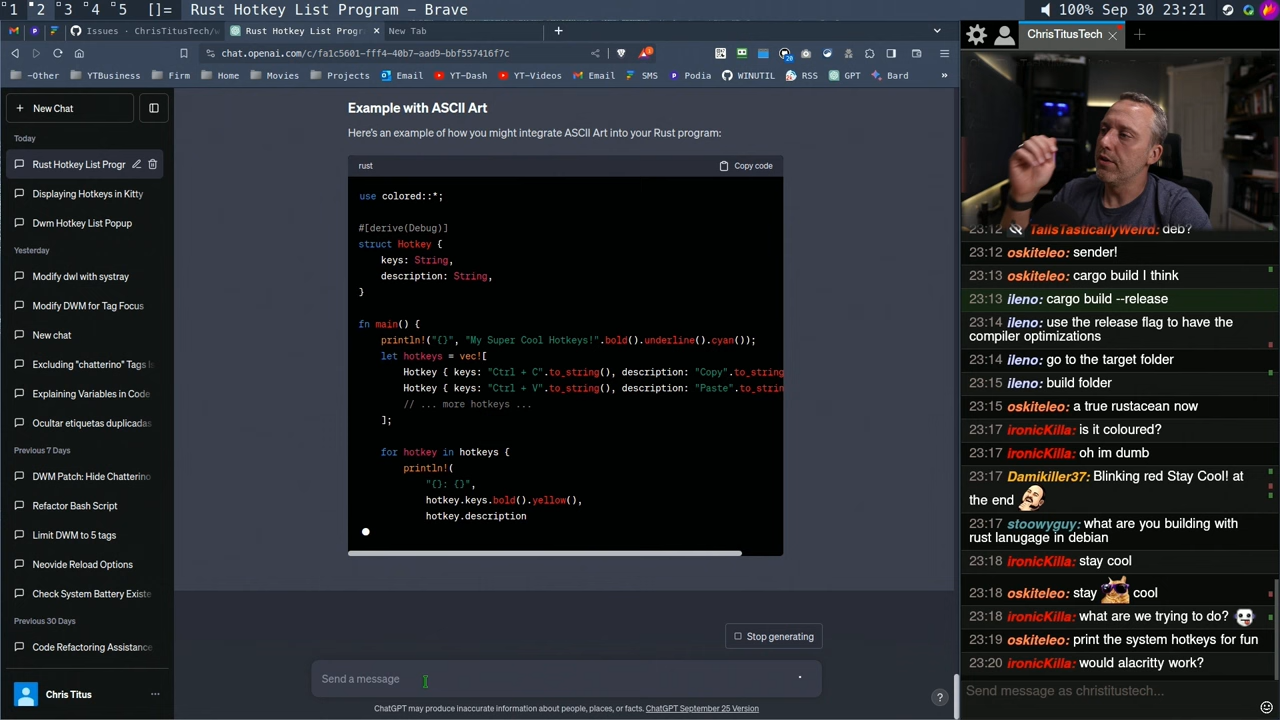 1 2 3 4 5 []= Rust Hotkey List Program – Brave 100% Sep 30 23:21
Issues · ChrisTitusTech/w
Rust Hotkey List Progra
New Tab
chat.openai.com/c/fa1c5601-fff4-40b7-aad9-bbf557416f7c
-Other YTBusiness Firm Home Movies Projects Email YT-Dash YT-Videos Email SMS Podia WINUTIL RSS GPT Bard »
New Chat
Today
Rust Hotkey List Progr
Displaying Hotkeys in Kitty
Dwm Hotkey List Popup
Yesterday
Modify dwl with systray
Modify DWM for Tag Focus
New chat
Excluding "chatterino" Tags i
Explaining Variables in Code
Ocultar etiquetas duplicadas
Previous 7 Days
DWM Patch: Hide Chatterino
Refactor Bash Script
Limit DWM to 5 tags
Neovide Reload Options
Check System Battery Existe
Previous 30 Days
Code Refactoring Assistance
Chris Titus
Example with ASCII Art
Here's an example of how you might integrate ASCII Art into your Rust program:
rust Copy code
use colored::*;
#[derive(Debug)]
struct Hotkey {
keys: String,
description: String,
}
fn main() {
println!("{}", "My Super Cool Hotkeys!".bold().underline().cyan());
let hotkeys = vec![
Hotkey { keys: "Ctrl + C".to_string(), description: "Copy".to_string
Hotkey { keys: "Ctrl + V".to_string(), description: "Paste".to_strin
// ... more hotkeys ...
];
for hotkey in hotkeys {
println!(
"{}: {}",
hotkey.keys.bold().yellow(),
hotkey.description
Stop generating
Send a message
ChatGPT may produce inaccurate information about people, places, or facts. ChatGPT September 25 Version
?
ChrisTitusTech
23:12 TailsTasticallyWeird: deb?
23:12 oskiteleo: sender!
23:13 oskiteleo: cargo build I think
23:13 ileno: cargo build --release
23:14 ileno: use the release flag to have the
compiler optimizations
23:14 ileno: go to the target folder
23:15 ileno: build folder
23:15 oskiteleo: a true rustacean now
23:17 ironicKilla: is it coloured?
23:17 ironicKilla: oh im dumb
23:17 Damikiller37: Blinking red Stay Cool! at
the end
23:17 stoowyguy: what are you building with
rust lanugage in debian
23:18 ironicKilla: stay cool
23:18 oskiteleo: stay cool
23:18 ironicKilla: what are we trying to do?
23:19 oskiteleo: print the system hotkeys for fun
23:20 ironicKilla: would alacritty work?
Send message as christitustech...